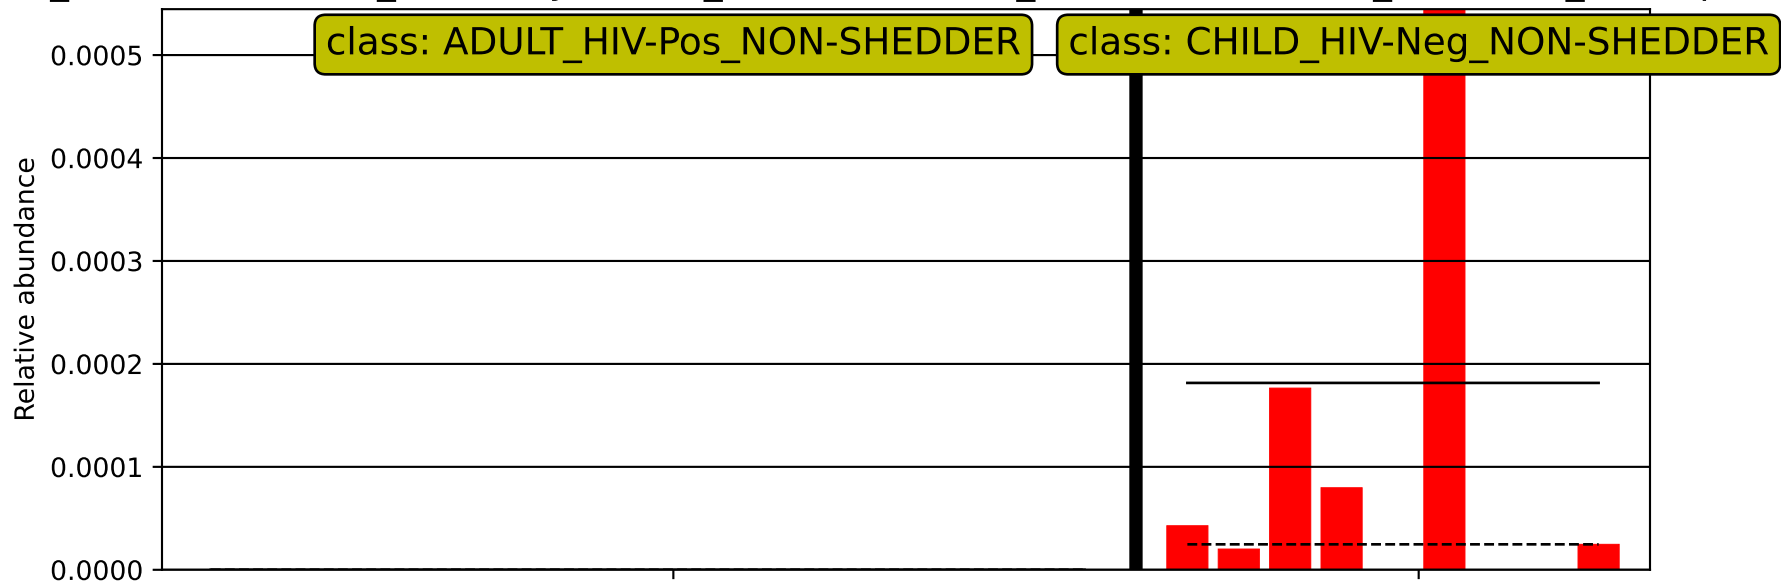 class: ADULT_HIV-Pos_NON-SHEDDER
class: CHILD_HIV-Neg_NON-SHEDDER
Relative abundance
0.0005
0.0004
0.0003
0.0002
0.0001
0.0000